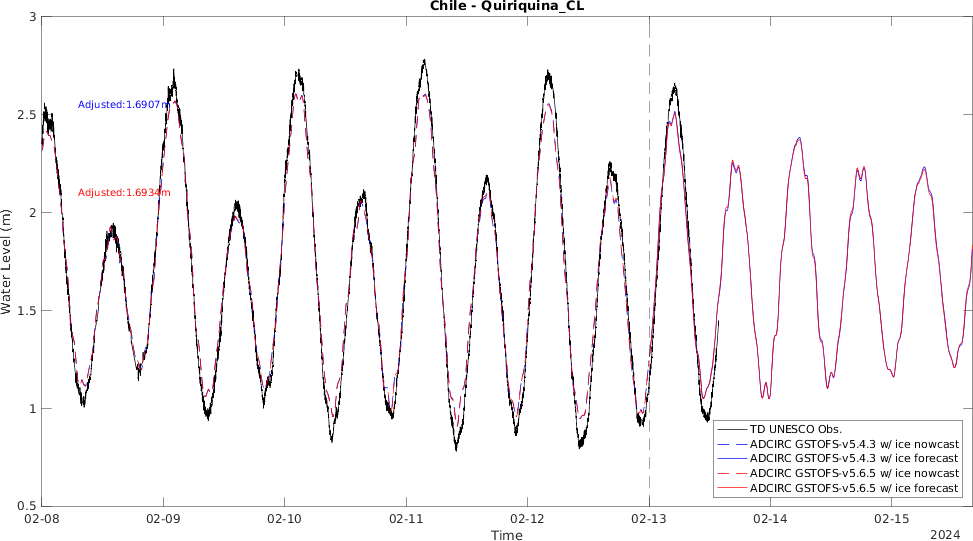 Chile - Quiriquina_CL
3
2.5
2
1.5
1
0.5
Water Level (m)
Adjusted:1.6907m
Adjusted:1.6934m
TD UNESCO Obs.
ADCIRC GSTOFS-v5.4.3 w/ ice nowcast
ADCIRC GSTOFS-v5.4.3 w/ ice forecast
ADCIRC GSTOFS-v5.6.5 w/ ice nowcast
ADCIRC GSTOFS-v5.6.5 w/ ice forecast
02-08 02-09 02-10 02-11 02-12 02-13 02-14 02-15
Time
2024